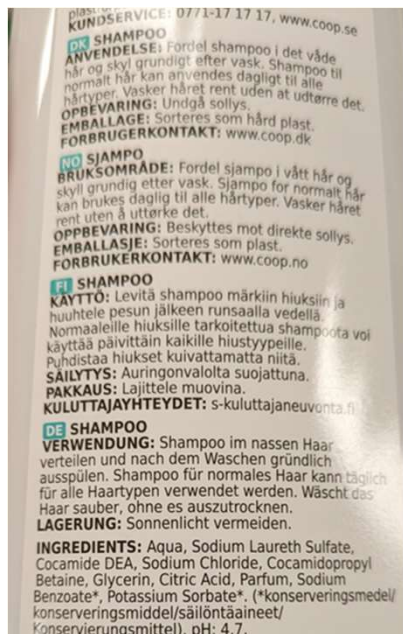 KUNDSERVICE: 0771-17 17 17, www.coop.se
DK SHAMPOO
ANVENDELSE: Fordel shampoo i det våde
hår og skyl grundigt efter vask. Shampoo til
normalt hår kan anvendes dagligt til alle
hårtyper. Vasker håret rent uden at udtørre det.
OPBEVARING: Undgå sollys.
EMBALLAGE: Sorteres som hård plast.
FORBRUGERKONTAKT: www.coop.dk
NO SJAMPO
BRUKSOMRÅDE: Fordel sjampo i vått hår og
skyll grundig etter vask. Sjampo for normalt hår
kan brukes daglig til alle hårtyper. Vasker håret
rent uten å uttørke det.
OPPBEVARING: Beskyttes mot direkte sollys.
EMBALLASJE: Sorteres som plast.
FORBRUKERKONTAKT: www.coop.no
FI SHAMPOO
KÄYTTÖ: Levitä shampoo märkiin hiuksiin ja
huuhtele pesun jälkeen runsaalla vedellä.
Normaaleille hiuksille tarkoitettua shampoota voi
käyttää päivittäin kaikille hiustyypeille.
Puhdistaa hiukset kuivattamatta niitä.
SÄILYTYS: Auringonvalolta suojattuna.
PAKKAUS: Lajittele muovina.
KULUTTAJAYHTEYDET: s-kuluttajaneuvonta.fi
DE SHAMPOO
VERWENDUNG: Shampoo im nassen Haar
verteilen und nach dem Waschen gründlich
ausspülen. Shampoo für normales Haar kann täglich
für alle Haartypen verwendet werden. Wäscht das
Haar sauber, ohne es auszutrocknen.
LAGERUNG: Sonnenlicht vermeiden.
INGREDIENTS: Aqua, Sodium Laureth Sulfate,
Cocamide DEA, Sodium Chloride, Cocamidopropyl
Betaine, Glycerin, Citric Acid, Parfum, Sodium
Benzoate*, Potassium Sorbate*. (*konserveringsmedel/
konserveringsmiddel/säilöntäaineet/
Konservierungsmittel). pH: 4,7.